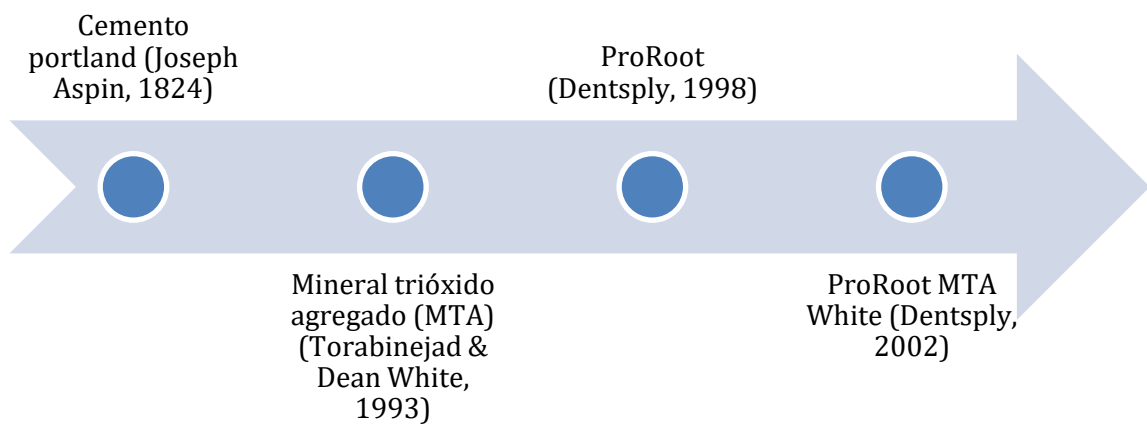 Cemento
portland (Joseph
Aspin, 1824)
Mineral trióxido
agregado (MTA)
(Torabinejad &
Dean White,
1993)
ProRoot
(Dentsply, 1998)
ProRoot MTA
White (Dentsply,
2002)